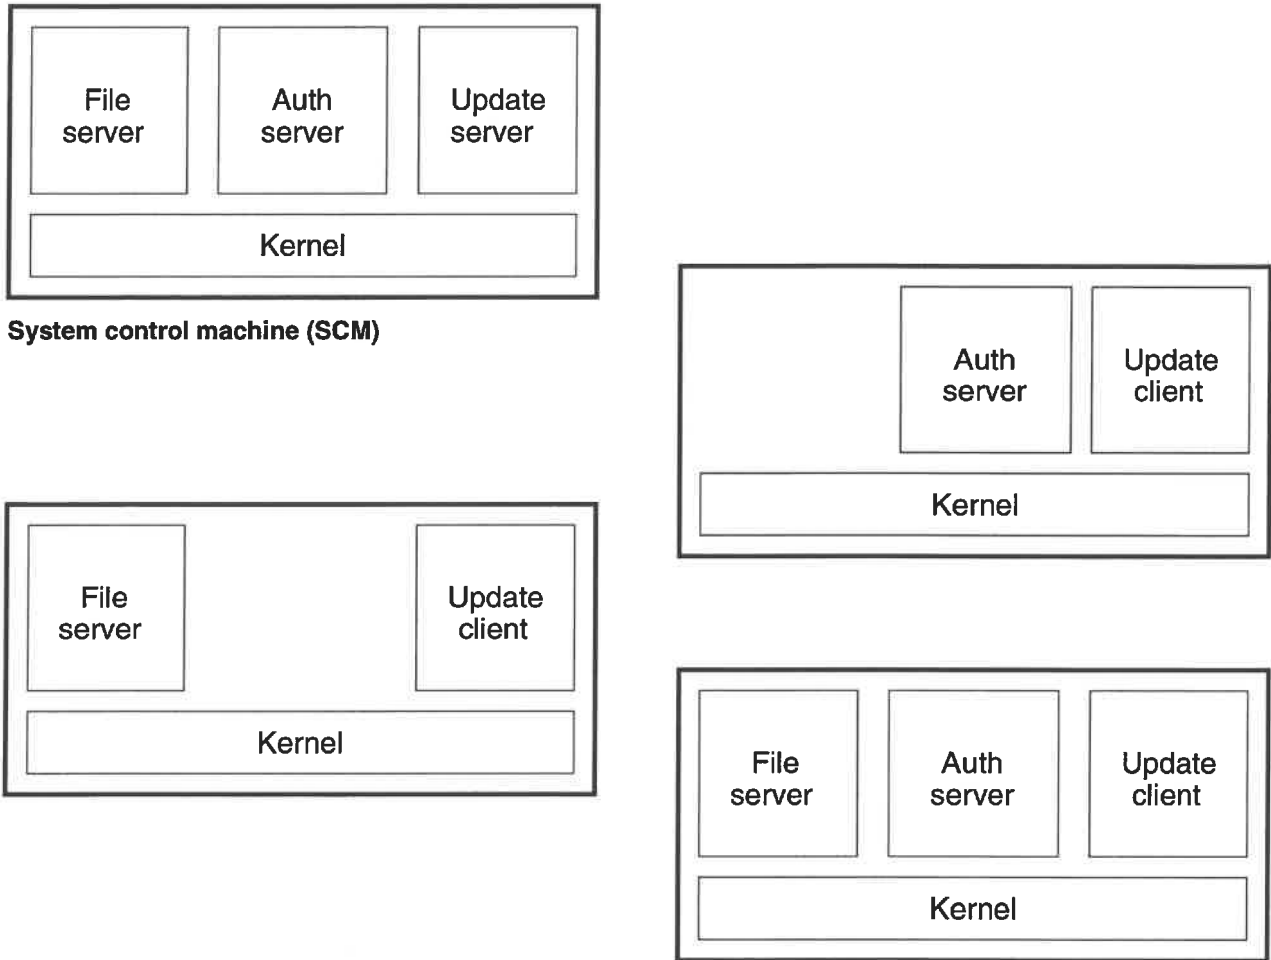 File
server
Auth
server
Update
server
Kernel
System control machine (SCM)
Auth
server
Update
client
Kernel
File
server
Update
client
Kernel
File
server
Auth
server
Update
client
Kernel